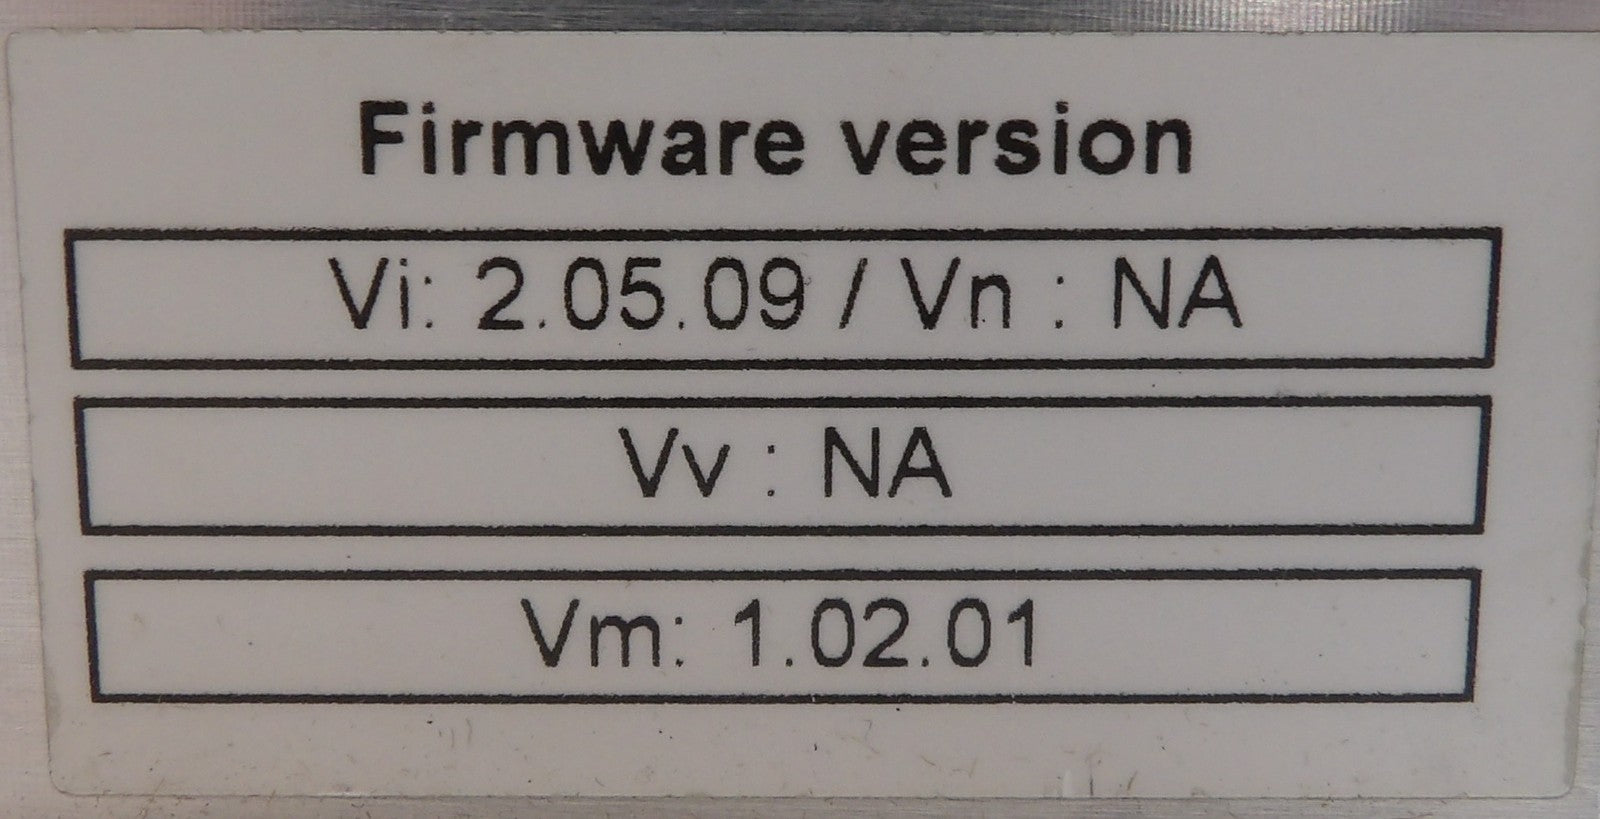 Firmware version
Vi: 2.05.09 / Vn : NA
Vv : NA
Vm: 1.02.01